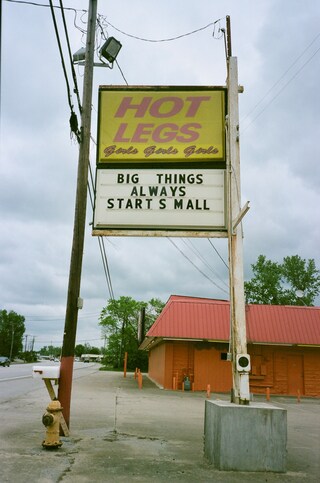 HOT
LEGS
Girls Girls Girls
BIG THINGS
ALWAYS
START S MALL